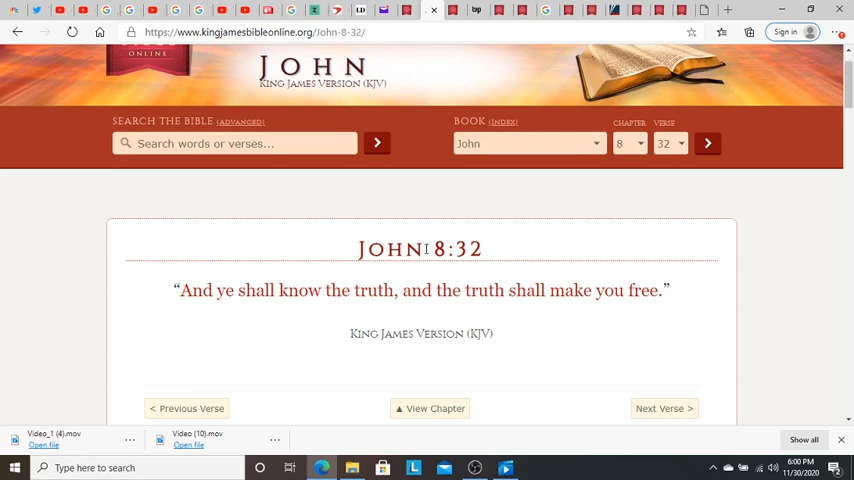 Sign in
https://www.kingjamesbibleonline.org/John-8-32/
ONLINE
John
King James Version (KJV)
SEARCH THE BIBLE (ADVANCED)
BOOK (INDEX)
CHAPTER
VERSE
Search words or verses...
John
8
32
John 8:32
“And ye shall know the truth, and the truth shall make you free.”
King James Version (KJV)
< Previous Verse
▲ View Chapter
Next Verse >
Video_1 (4).mov
Open file
Video (10).mov
Open file
Show all
Type here to search
6:00 PM
11/30/2020
2